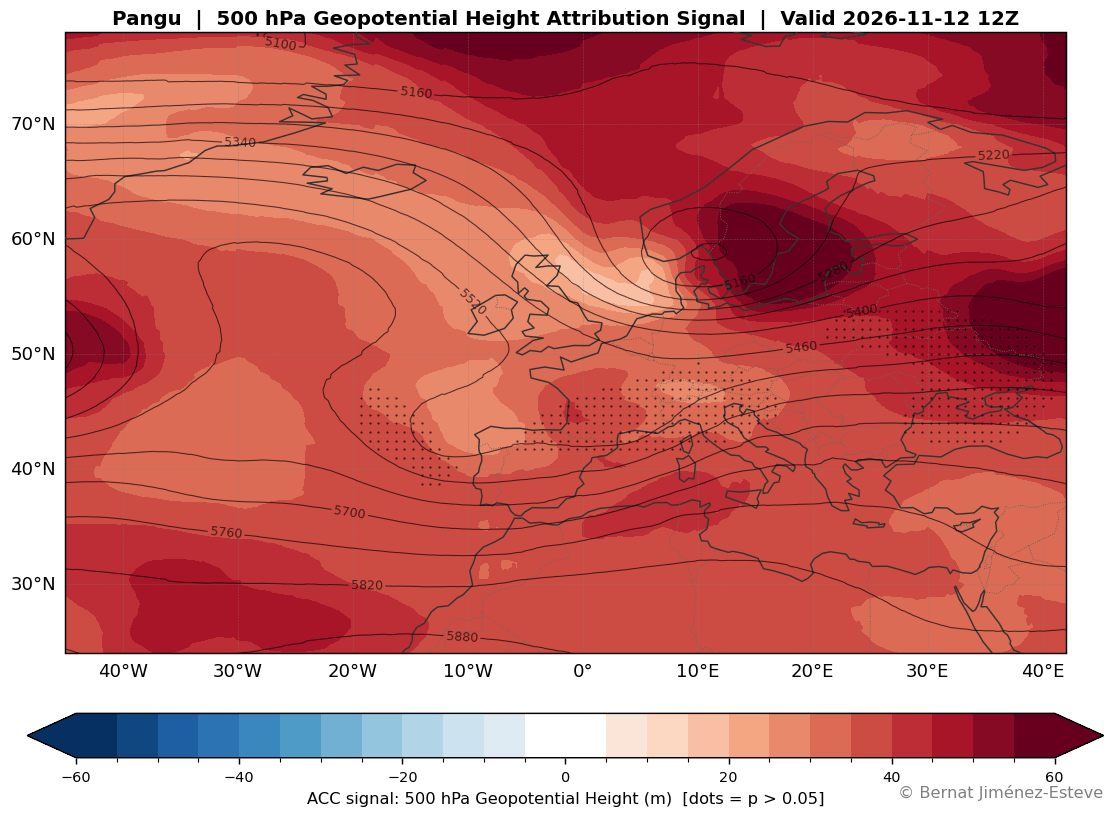 Pangu | 500 hPa Geopotential Height Attribution Signal | Valid 2026-11-12 12Z
5100
5160
5340
5220
5520
5160
5280
5400
5460
5700
5760
5820
5880
70°N
60°N
50°N
40°N
30°N
40°W 30°W 20°W 10°W 0° 10°E 20°E 30°E 40°E
−60 −40 −20 0 20 40 60
ACC signal: 500 hPa Geopotential Height (m) [dots = p > 0.05]
© Bernat Jiménez-Esteve